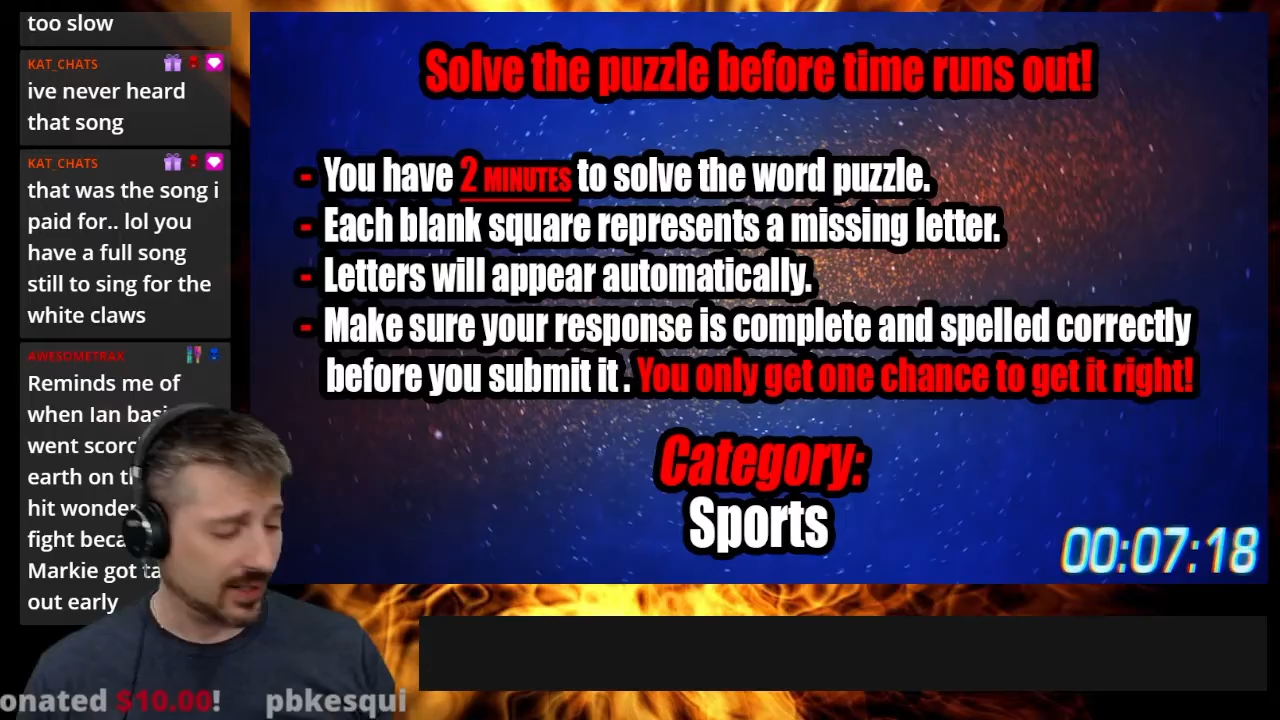 too slow
KAT_CHATS
ive never heard
that song
KAT_CHATS
that was the song i
paid for.. lol you
have a full song
still to sing for the
white claws
AWESOMETRAX
Reminds me of
when Ian
went
earth on
hit
fight
Markie got
out early
Solve the puzzle before time runs out!
- You have 2 MINUTES to solve the word puzzle.
- Each blank square represents a missing letter.
- Letters will appear automatically.
- Make sure your response is complete and spelled correctly
before you submit it . You only get one chance to get it right!
Category:
Sports
00:07:18
onated $10.00! pbkesqui